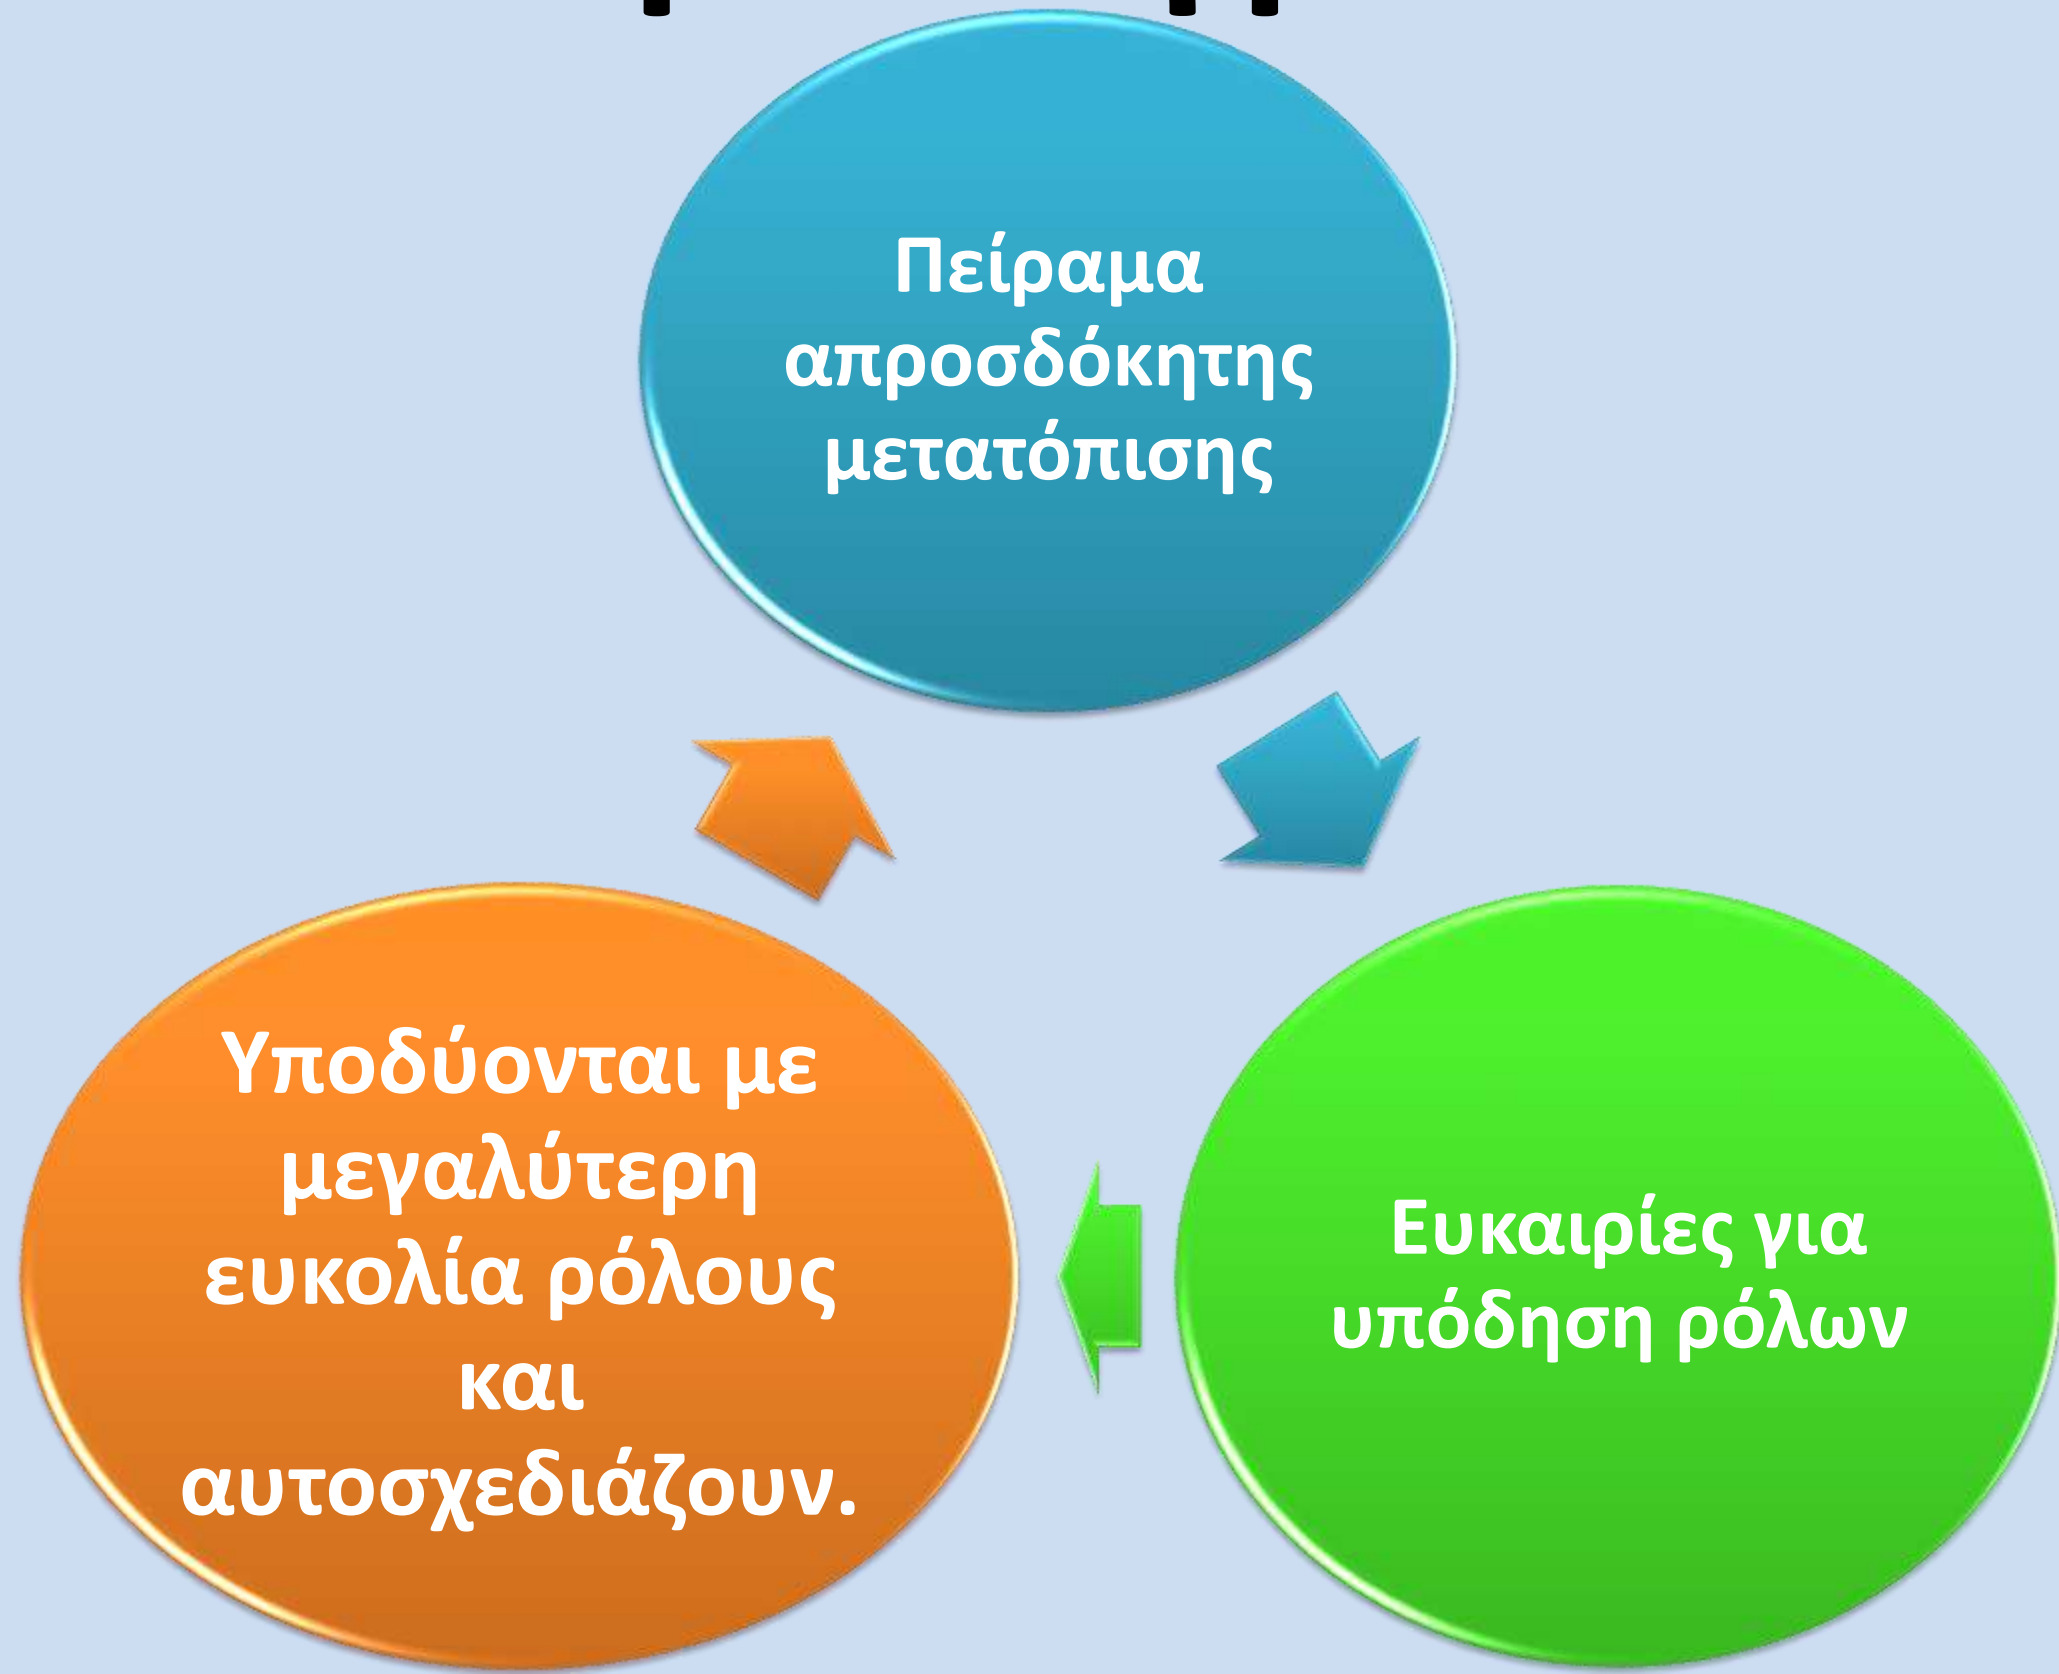 Πείραμα
απροσδόκητης
μετατόπισης
Υποδύονται με
μεγαλύτερη
ευκολία ρόλους
και
αυτοσχεδιάζουν.
Ευκαιρίες για
υπόδηση ρόλων